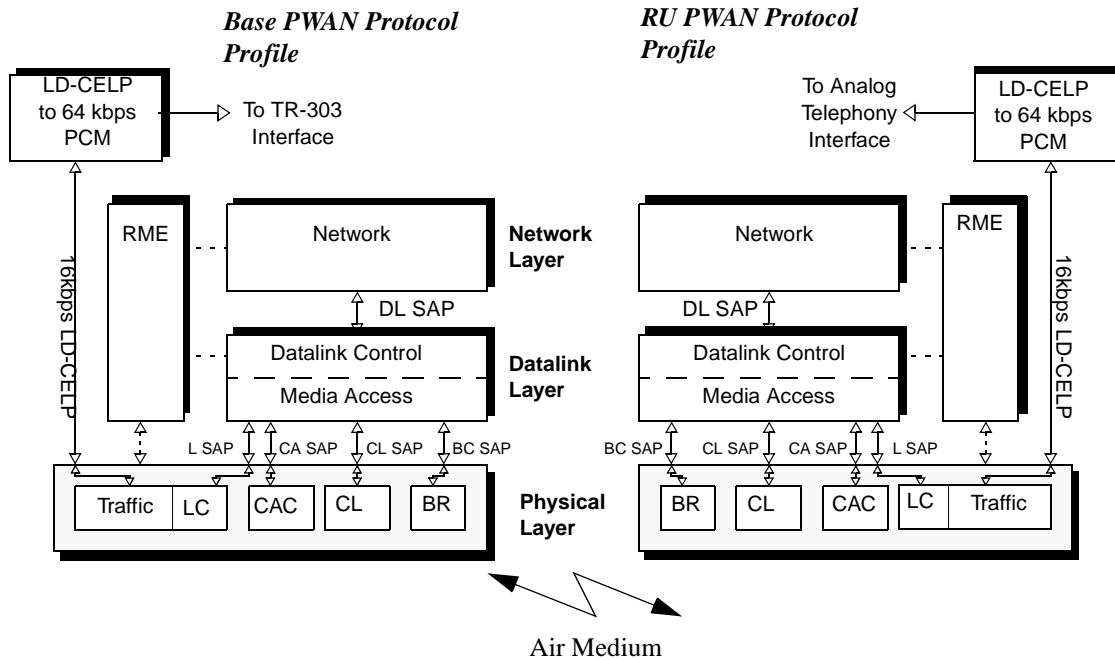 Base PWAN Protocol
Profile
RU PWAN Protocol
Profile
LD-CELP
to 64 kbps
PCM
To TR-303
Interface
To Analog
Telephony
Interface
LD-CELP
to 64 kbps
PCM
16kbps LD-CELP
RME
Network
Network
Layer
Network
RME
16kbps LD-CELP
DL SAP
DL SAP
Datalink Control
Media Access
Datalink
Layer
Datalink Control
Media Access
L SAP
CA SAP
CL SAP
BC SAP
BC SAP
CL SAP
CA SAP
L SAP
Traffic
LC
CAC
CL
BR
Physical
Layer
BR
CL
CAC
LC
Traffic
Air Medium